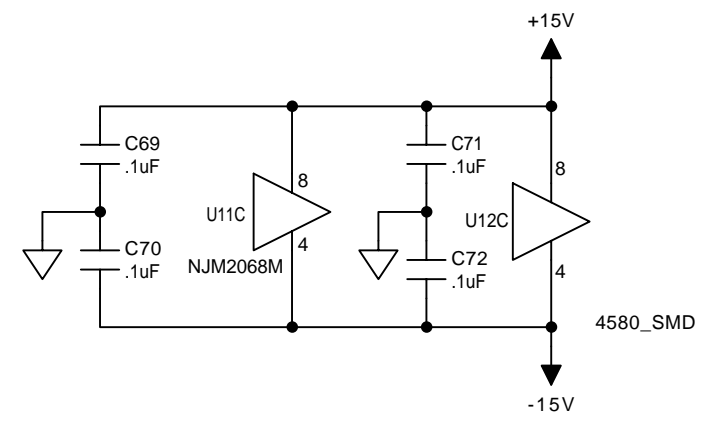 +15V
C69
.1uF
C71
.1uF
8
8
U11C
U12C
4
C70
.1uF
NJM2068M
C72
.1uF
4
4580_SMD
-15V